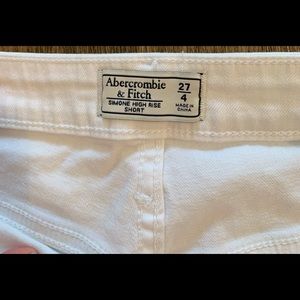 Abercrombie
& Fitch
SIMONE HIGH RISE
SHORT
27
4
MADE IN
CHINA